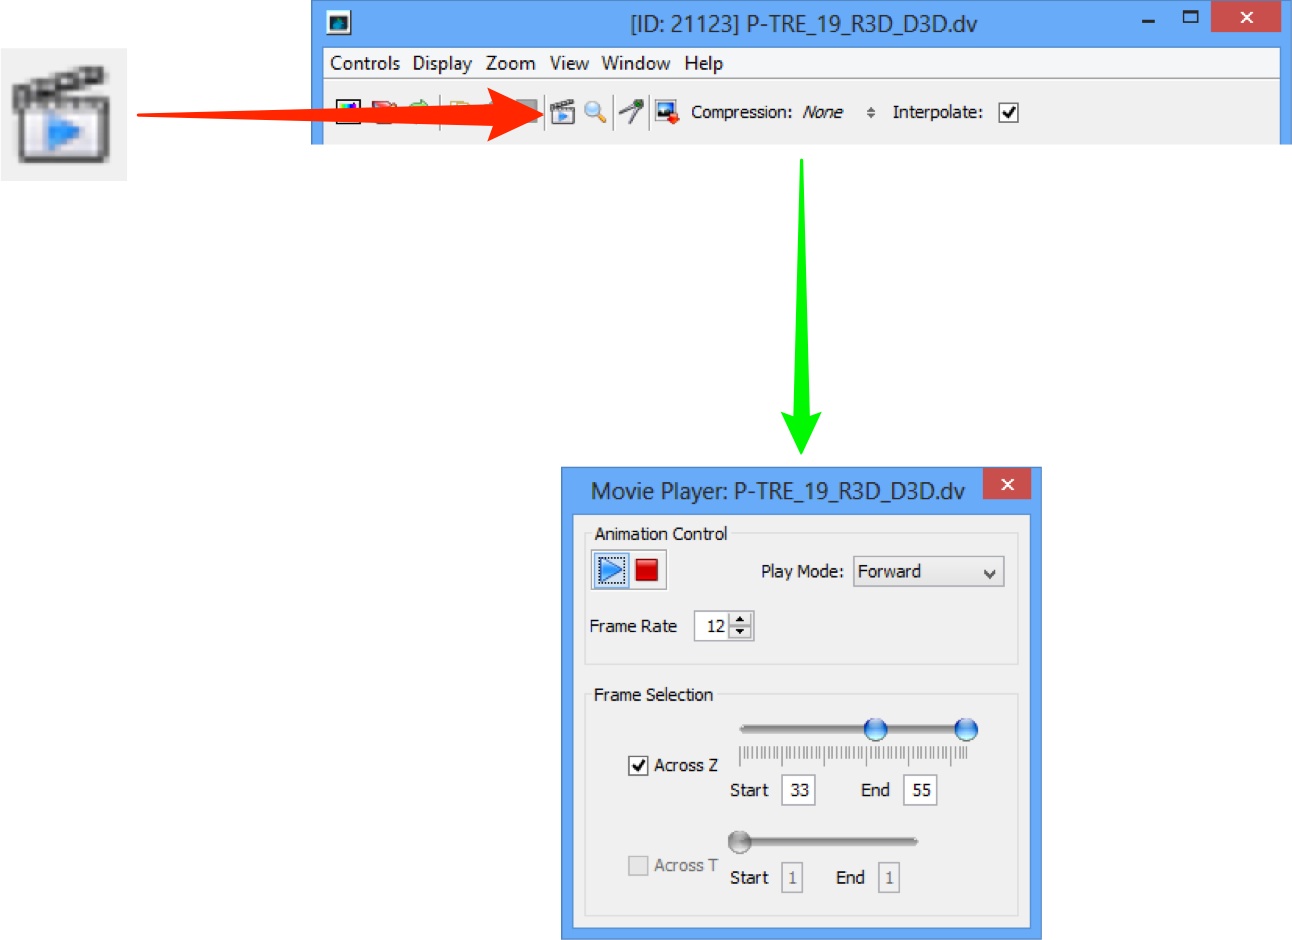 [ID: 21123] P-TRE_19_R3D_D3D.dv
Controls Display Zoom View Window Help
Compression: None Interpolate:
Movie Player: P-TRE_19_R3D_D3D.dv
Animation Control
Play Mode: Forward
Frame Rate 12
Frame Selection
Across Z
Start 33 End 55
Across T
Start 1 End 1